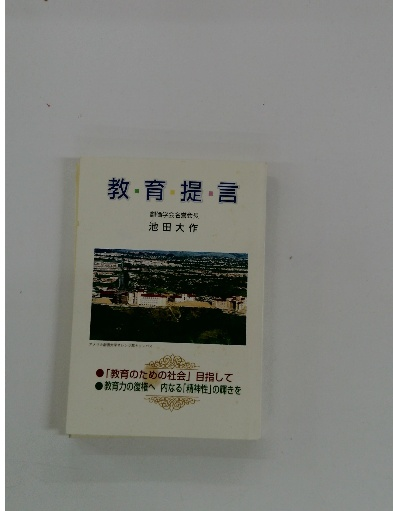 教・育・提・言
創価学会名誉会長
池田大作
●「教育のための社会」目指して
●教育力の復権へ 内なる「精神性」の輝きを